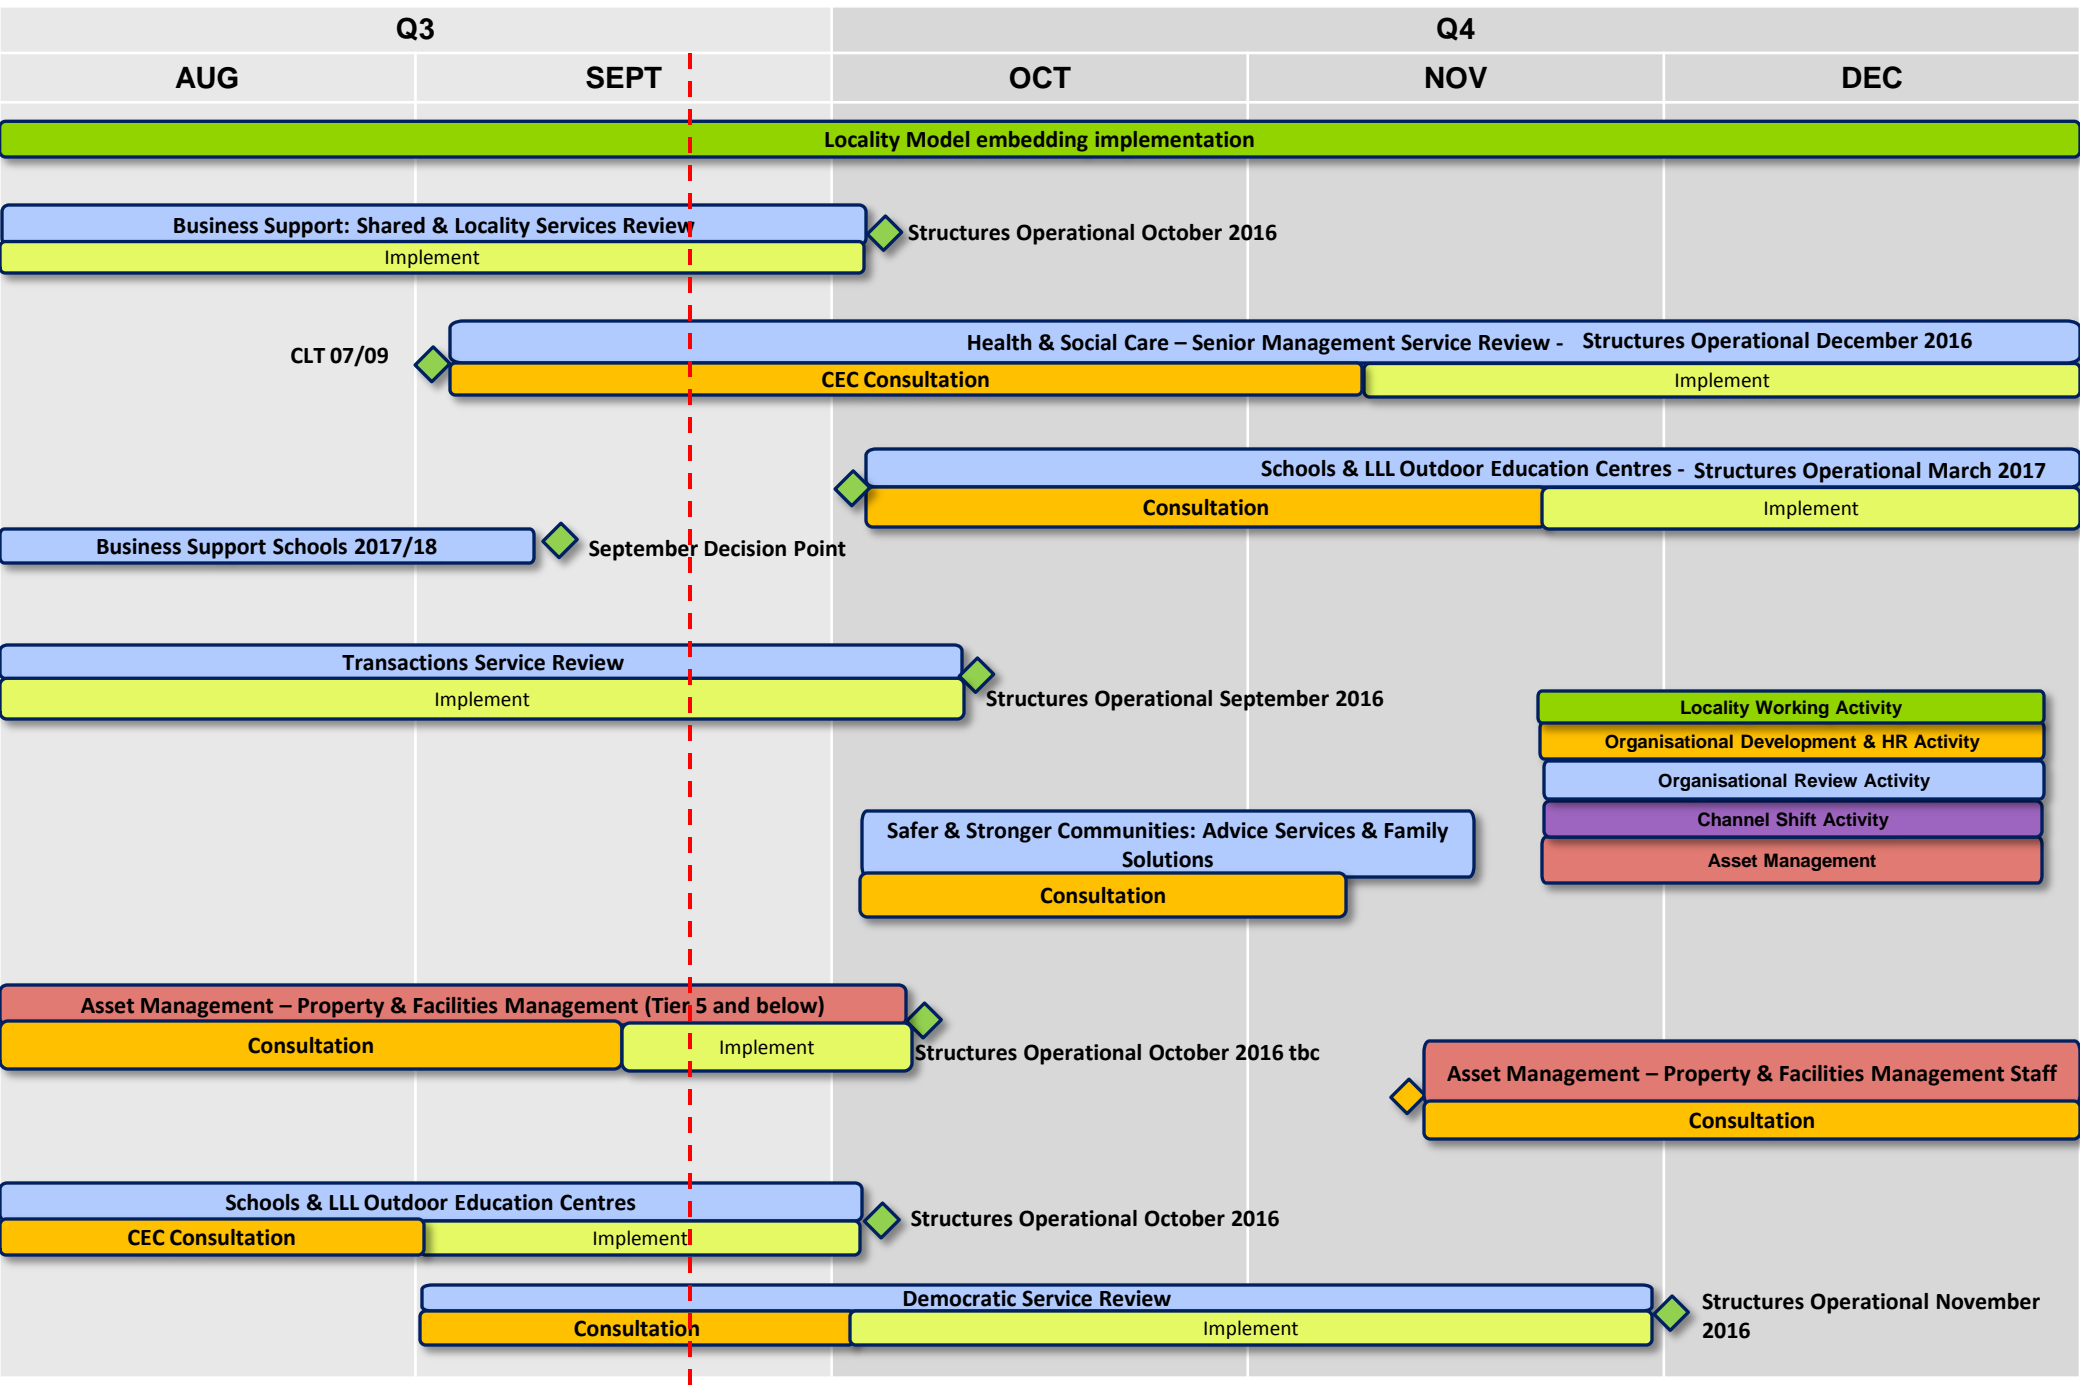 Q3
Q4
AUG
SEPT
OCT
NOV
DEC
Locality Model embedding implementation
Business Support: Shared & Locality Services Review
Implement
Structures Operational October 2016
CLT 07/09
Health & Social Care – Senior Management Service Review - Structures Operational December 2016
CEC Consultation
Implement
Schools & LLL Outdoor Education Centres - Structures Operational March 2017
Consultation
Implement
Business Support Schools 2017/18
September Decision Point
Transactions Service Review
Implement
Structures Operational September 2016
Locality Working Activity
Organisational Development & HR Activity
Organisational Review Activity
Channel Shift Activity
Asset Management
Safer & Stronger Communities: Advice Services & Family
Solutions
Consultation
Asset Management – Property & Facilities Management (Tier 5 and below)
Consultation
Implement
Structures Operational October 2016 tbc
Asset Management – Property & Facilities Management Staff
Consultation
Schools & LLL Outdoor Education Centres
CEC Consultation
Implement
Structures Operational October 2016
Democratic Service Review
Consultation
Implement
Structures Operational November
2016